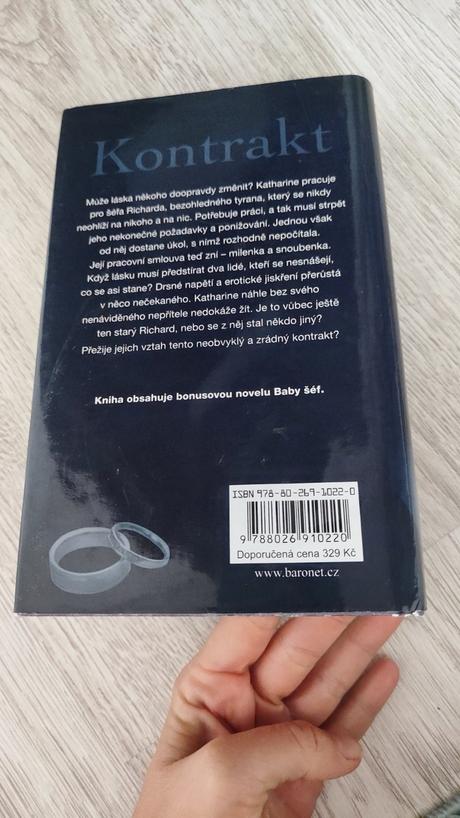 Kontrakt
Může láska někoho doopravdy změnit? Katharine pracuje
pro šéfa Richarda, bezohledného tyrana, který se nikdy
neohlíží na nikoho a na nic. Potřebuje práci, a tak musí strpět
jeho nekonečné požadavky a ponižování. Jednou však
od něj dostane úkol, s nímž rozhodně nepočítala.
Její pracovní smlouva teď zní – milenka a snoubenka.
Když lásku musí předstírat dva lidé, kteří se nesnášejí,
co se asi stane? Drsné napětí a erotické jiskření přerůstá
v něco nečekaného. Katharine náhle bez svého
nenáviděného nepřítele nedokáže žít. Je to vůbec ještě
ten starý Richard, nebo se z něj stal někdo jiný?
Přežije jejich vztah tento neobvyklý a zrádný kontrakt?
Kniha obsahuje bonusovou novelu Baby šéf.
ISBN 978-80-269-1022-0
9 788026 910220
Doporučená cena 329 Kč
www.baronet.cz